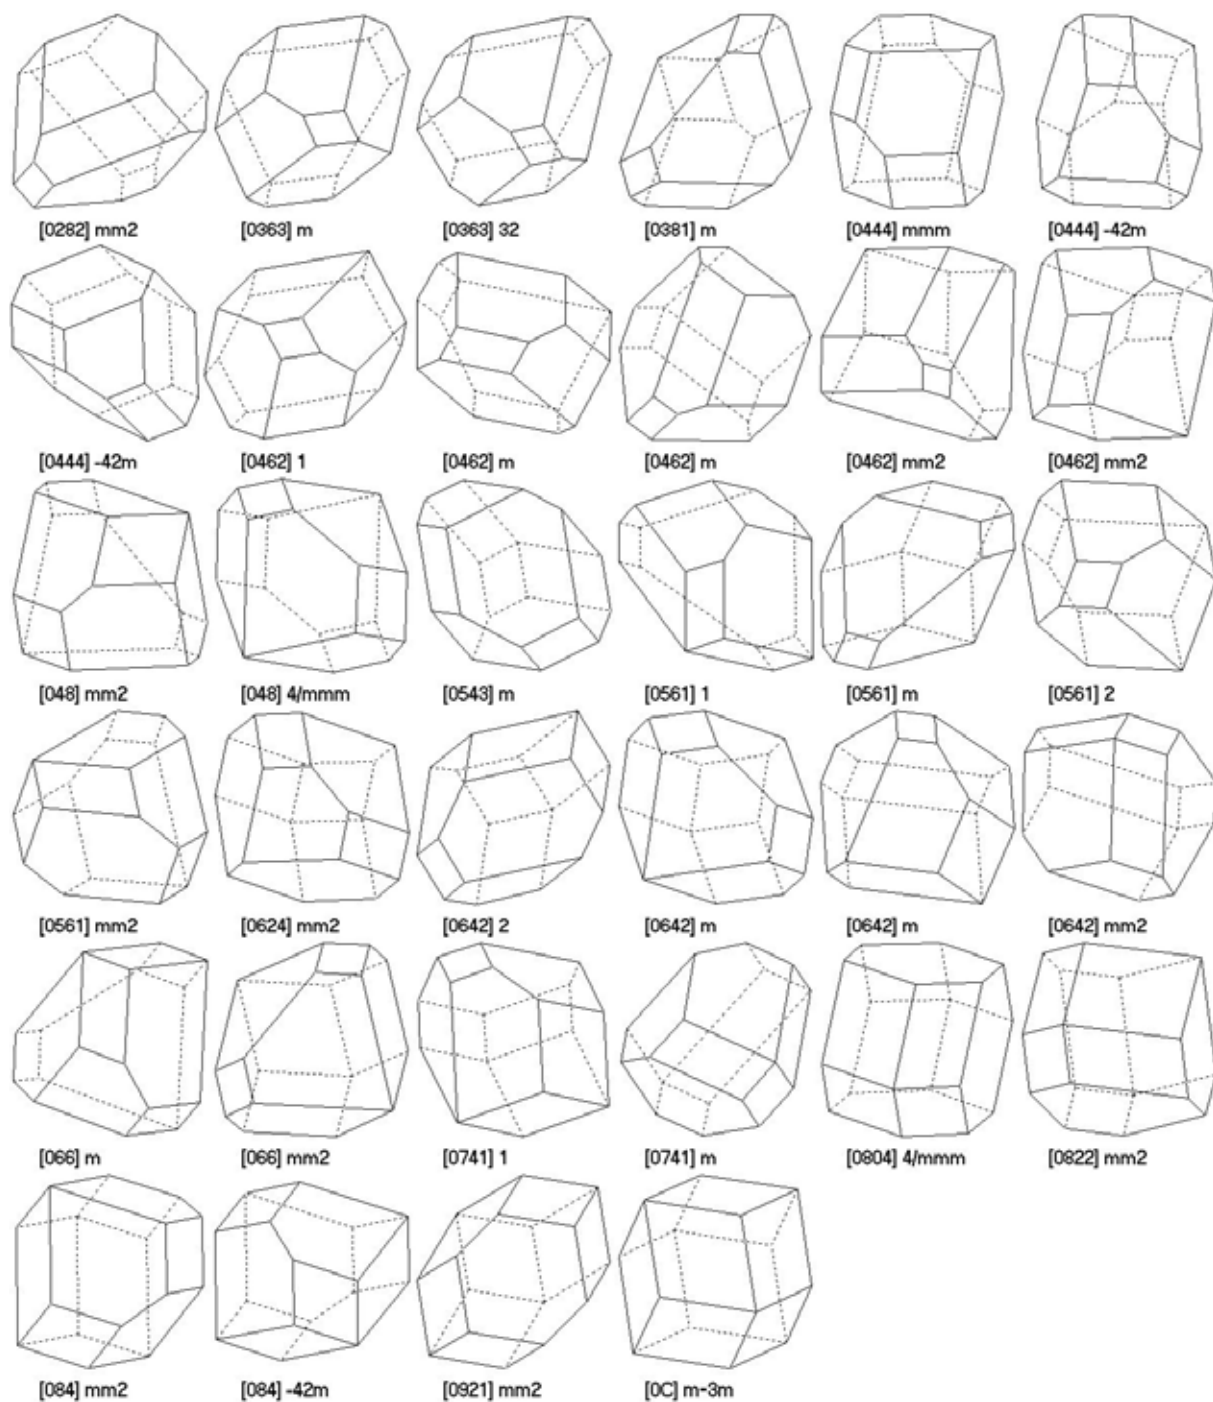 [0282] mm2 [0363] m [0363] 32 [0381] m [0444] mmm [0444] -42m
[0444] -42m [0462] 1 [0462] m [0462] m [0462] mm2 [0462] mm2
[048] mm2 [048] 4/mmm [0543] m [0561] 1 [0561] m [0561] 2
[0561] mm2 [0624] mm2 [0642] 2 [0642] m [0642] m [0642] mm2
[066] m [066] mm2 [0741] 1 [0741] m [0804] 4/mmm [0822] mm2
[084] mm2 [084] -42m [0921] mm2 [0C] m-3m